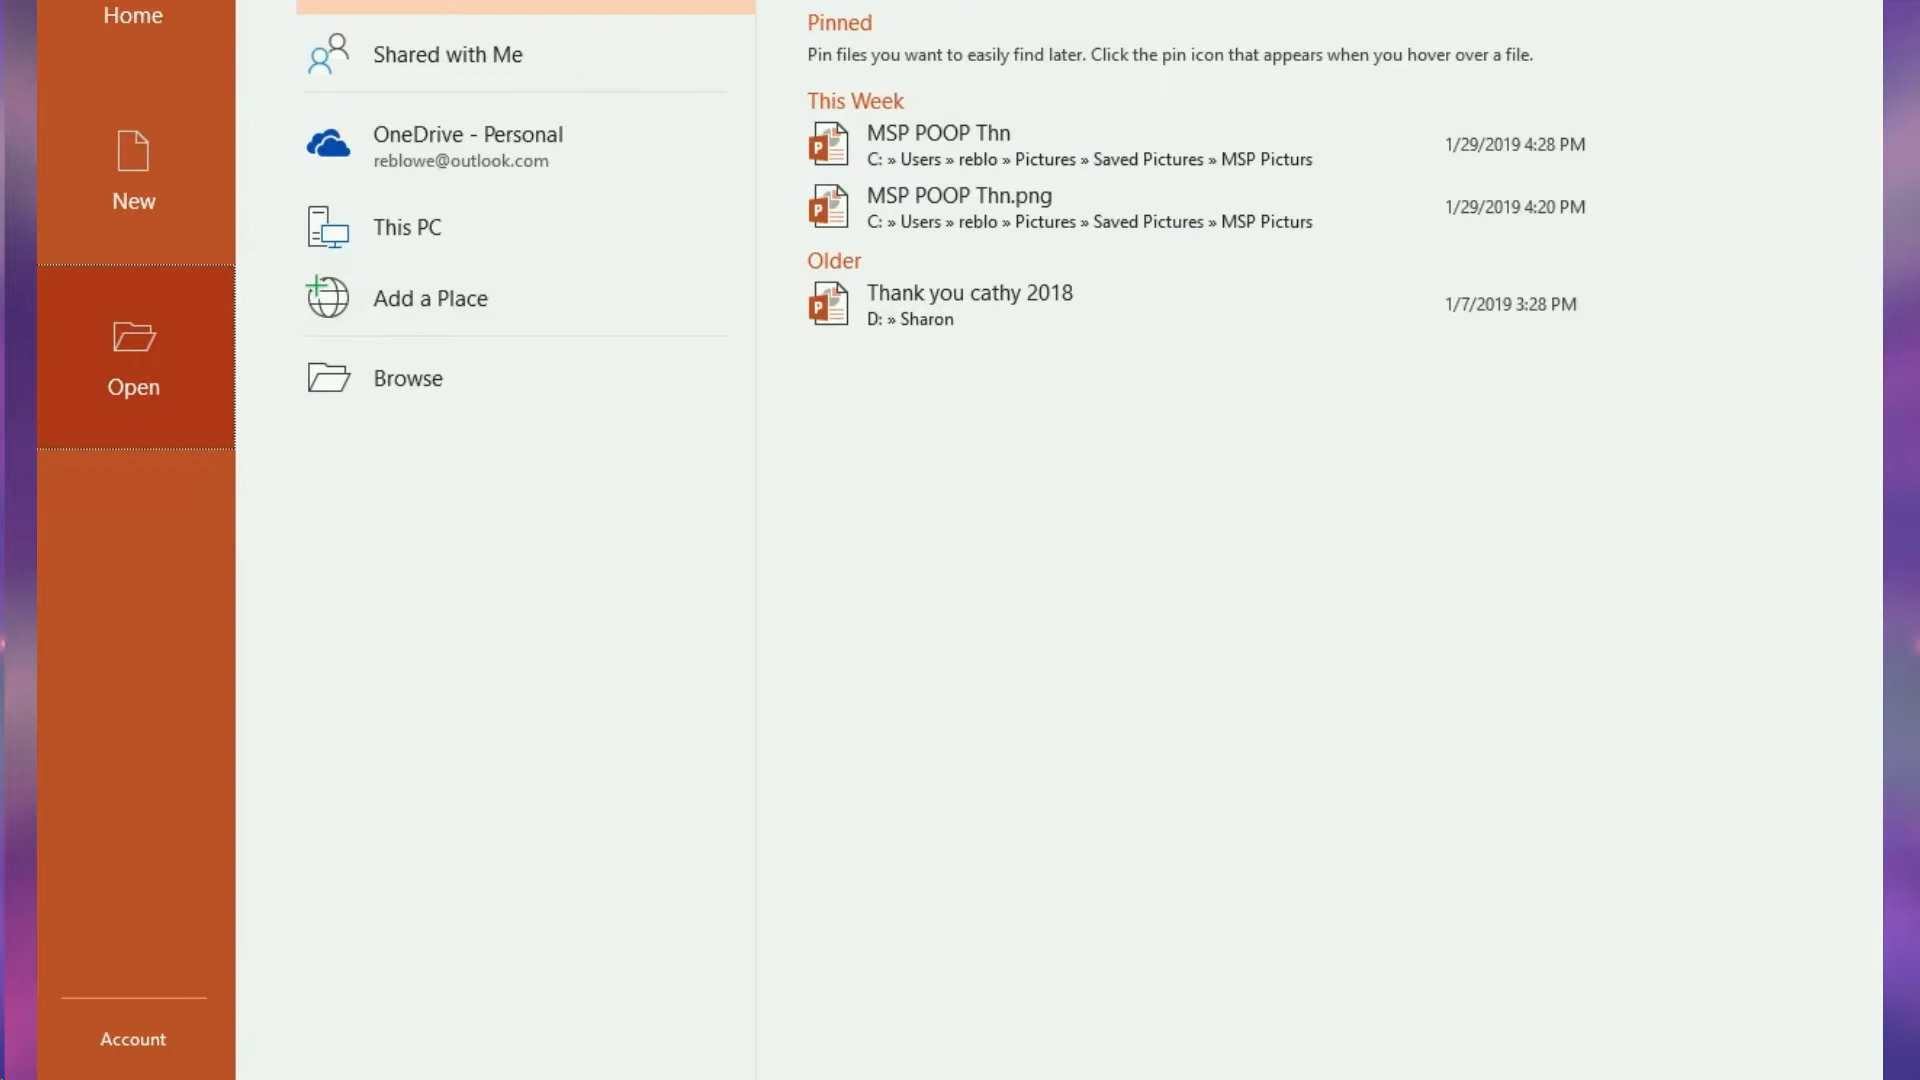 Home
New
Open
Account
Shared with Me
OneDrive - Personal
reblowe@outlook.com
This PC
Add a Place
Browse
Pinned
Pin files you want to easily find later. Click the pin icon that appears when you hover over a file.
This Week
MSP POOP Thn
C: » Users » reblo » Pictures » Saved Pictures » MSP Picturs
1/29/2019 4:28 PM
MSP POOP Thn.png
C: » Users » reblo » Pictures » Saved Pictures » MSP Picturs
1/29/2019 4:20 PM
Older
Thank you cathy 2018
D: » Sharon
1/7/2019 3:28 PM